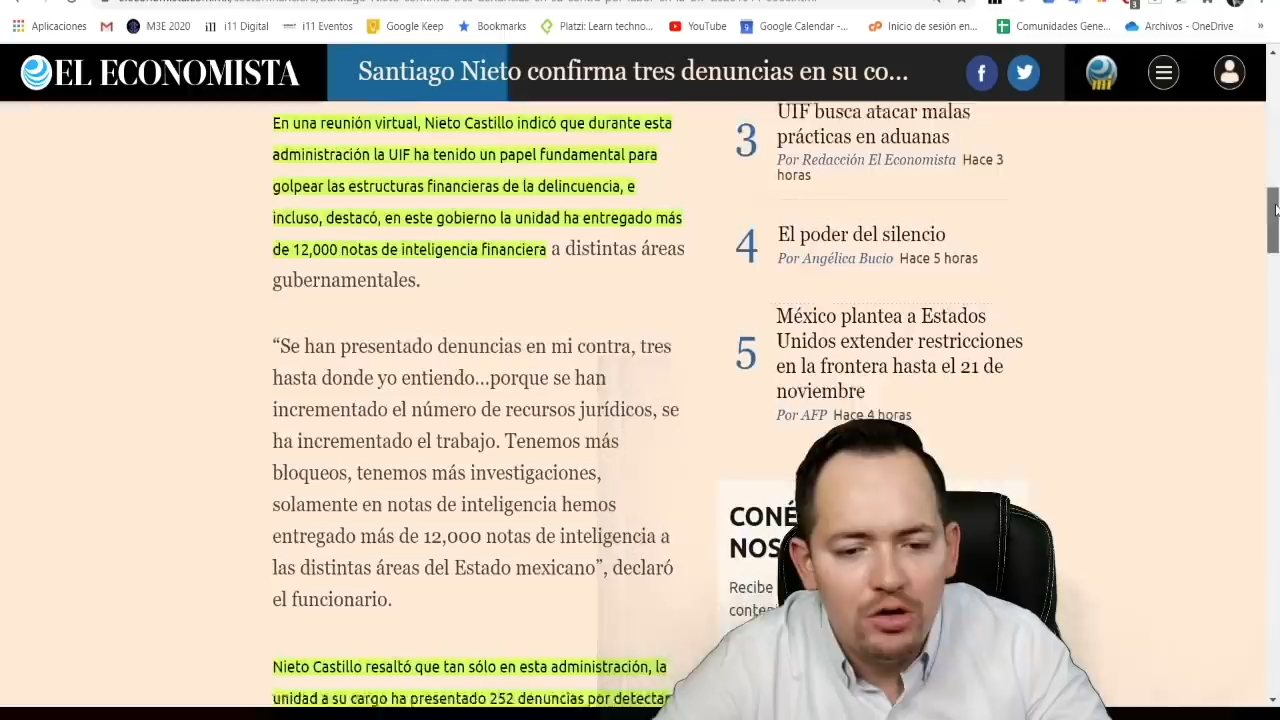 Aplicaciones
M3E 2020
i11 Digital
i11 Eventos
Google Keep
Bookmarks
Platzi: Learn techno...
YouTube
Google Calendar -...
Inicio de sesión en...
Comunidades Gene...
Archivos - OneDrive
»
EL ECONOMISTA
Santiago Nieto confirma tres denuncias en su co...
En una reunión virtual, Nieto Castillo indicó que durante esta
administración la UIF ha tenido un papel fundamental para
golpear las estructuras financieras de la delincuencia, e
incluso, destacó, en este gobierno la unidad ha entregado más
de 12,000 notas de inteligencia financiera a distintas áreas
gubernamentales.
“Se han presentado denuncias en mi contra, tres
hasta donde yo entiendo...porque se han
incrementado el número de recursos jurídicos, se
ha incrementado el trabajo. Tenemos más
bloqueos, tenemos más investigaciones,
solamente en notas de inteligencia hemos
entregado más de 12,000 notas de inteligencia a
las distintas áreas del Estado mexicano”, declaró
el funcionario.
Nieto Castillo resaltó que tan sólo en esta administración, la
unidad a su cargo ha presentado 252 denuncias por detectar
3
UIF busca atacar malas
prácticas en aduanas
Por Redacción El Economista Hace 3
horas
4
El poder del silencio
Por Angélica Bucio Hace 5 horas
5
México plantea a Estados
Unidos extender restricciones
en la frontera hasta el 21 de
noviembre
Por AFP Hace 4 horas
CONÉ
NOS
Recibe
conte